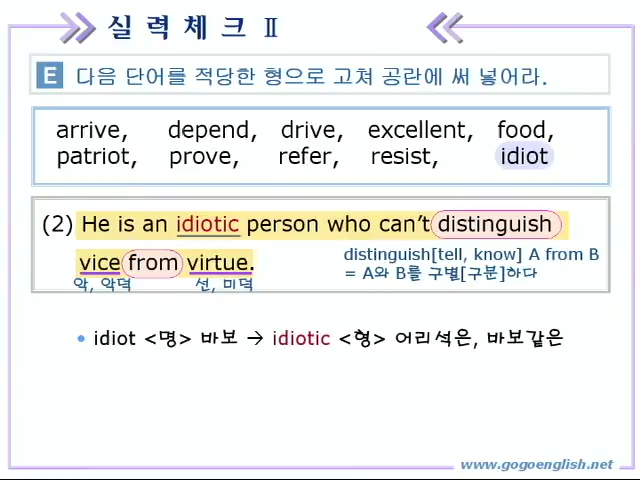 실 력 체 크 Ⅱ
E 다음 단어를 적당한 형으로 고쳐 공란에 써 넣어라.
arrive, depend, drive, excellent, food,
patriot, prove, refer, resist, idiot
(2) He is an idiotic person who can't distinguish
vice from virtue.
악, 악덕 선, 미덕
distinguish[tell, know] A from B
= A와 B를 구별[구분]하다
• idiot <명> 바보 → idiotic <형> 어리석은, 바보같은
www.gogoenglish.net